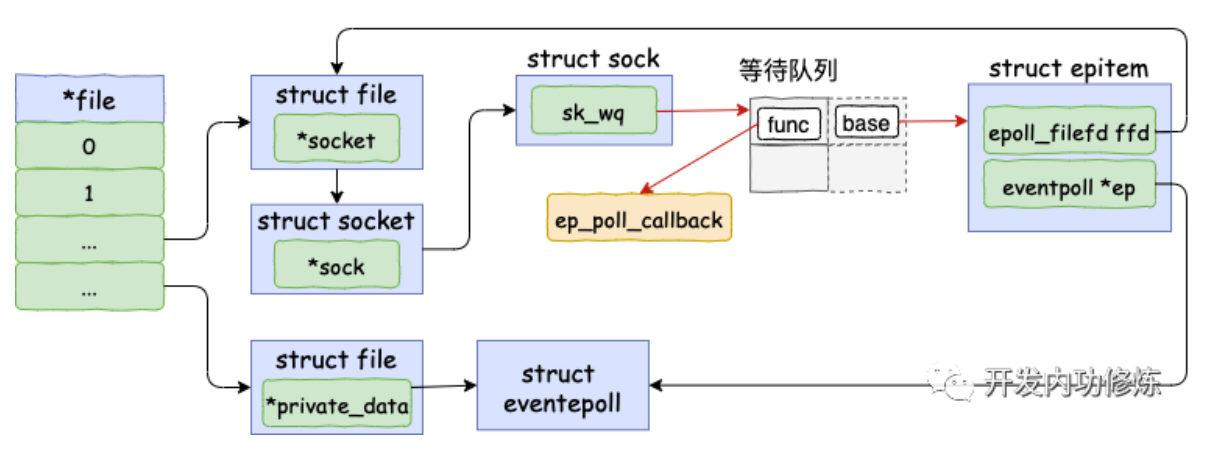 *file
0
1
...
...
struct file
*socket
struct socket
*sock
struct sock
sk_wq
等待队列
func
base
ep_poll_callback
struct epitem
epoll_filefd ffd
eventpoll *ep
struct file
*private_data
struct
eventepoll
开发内功修炼